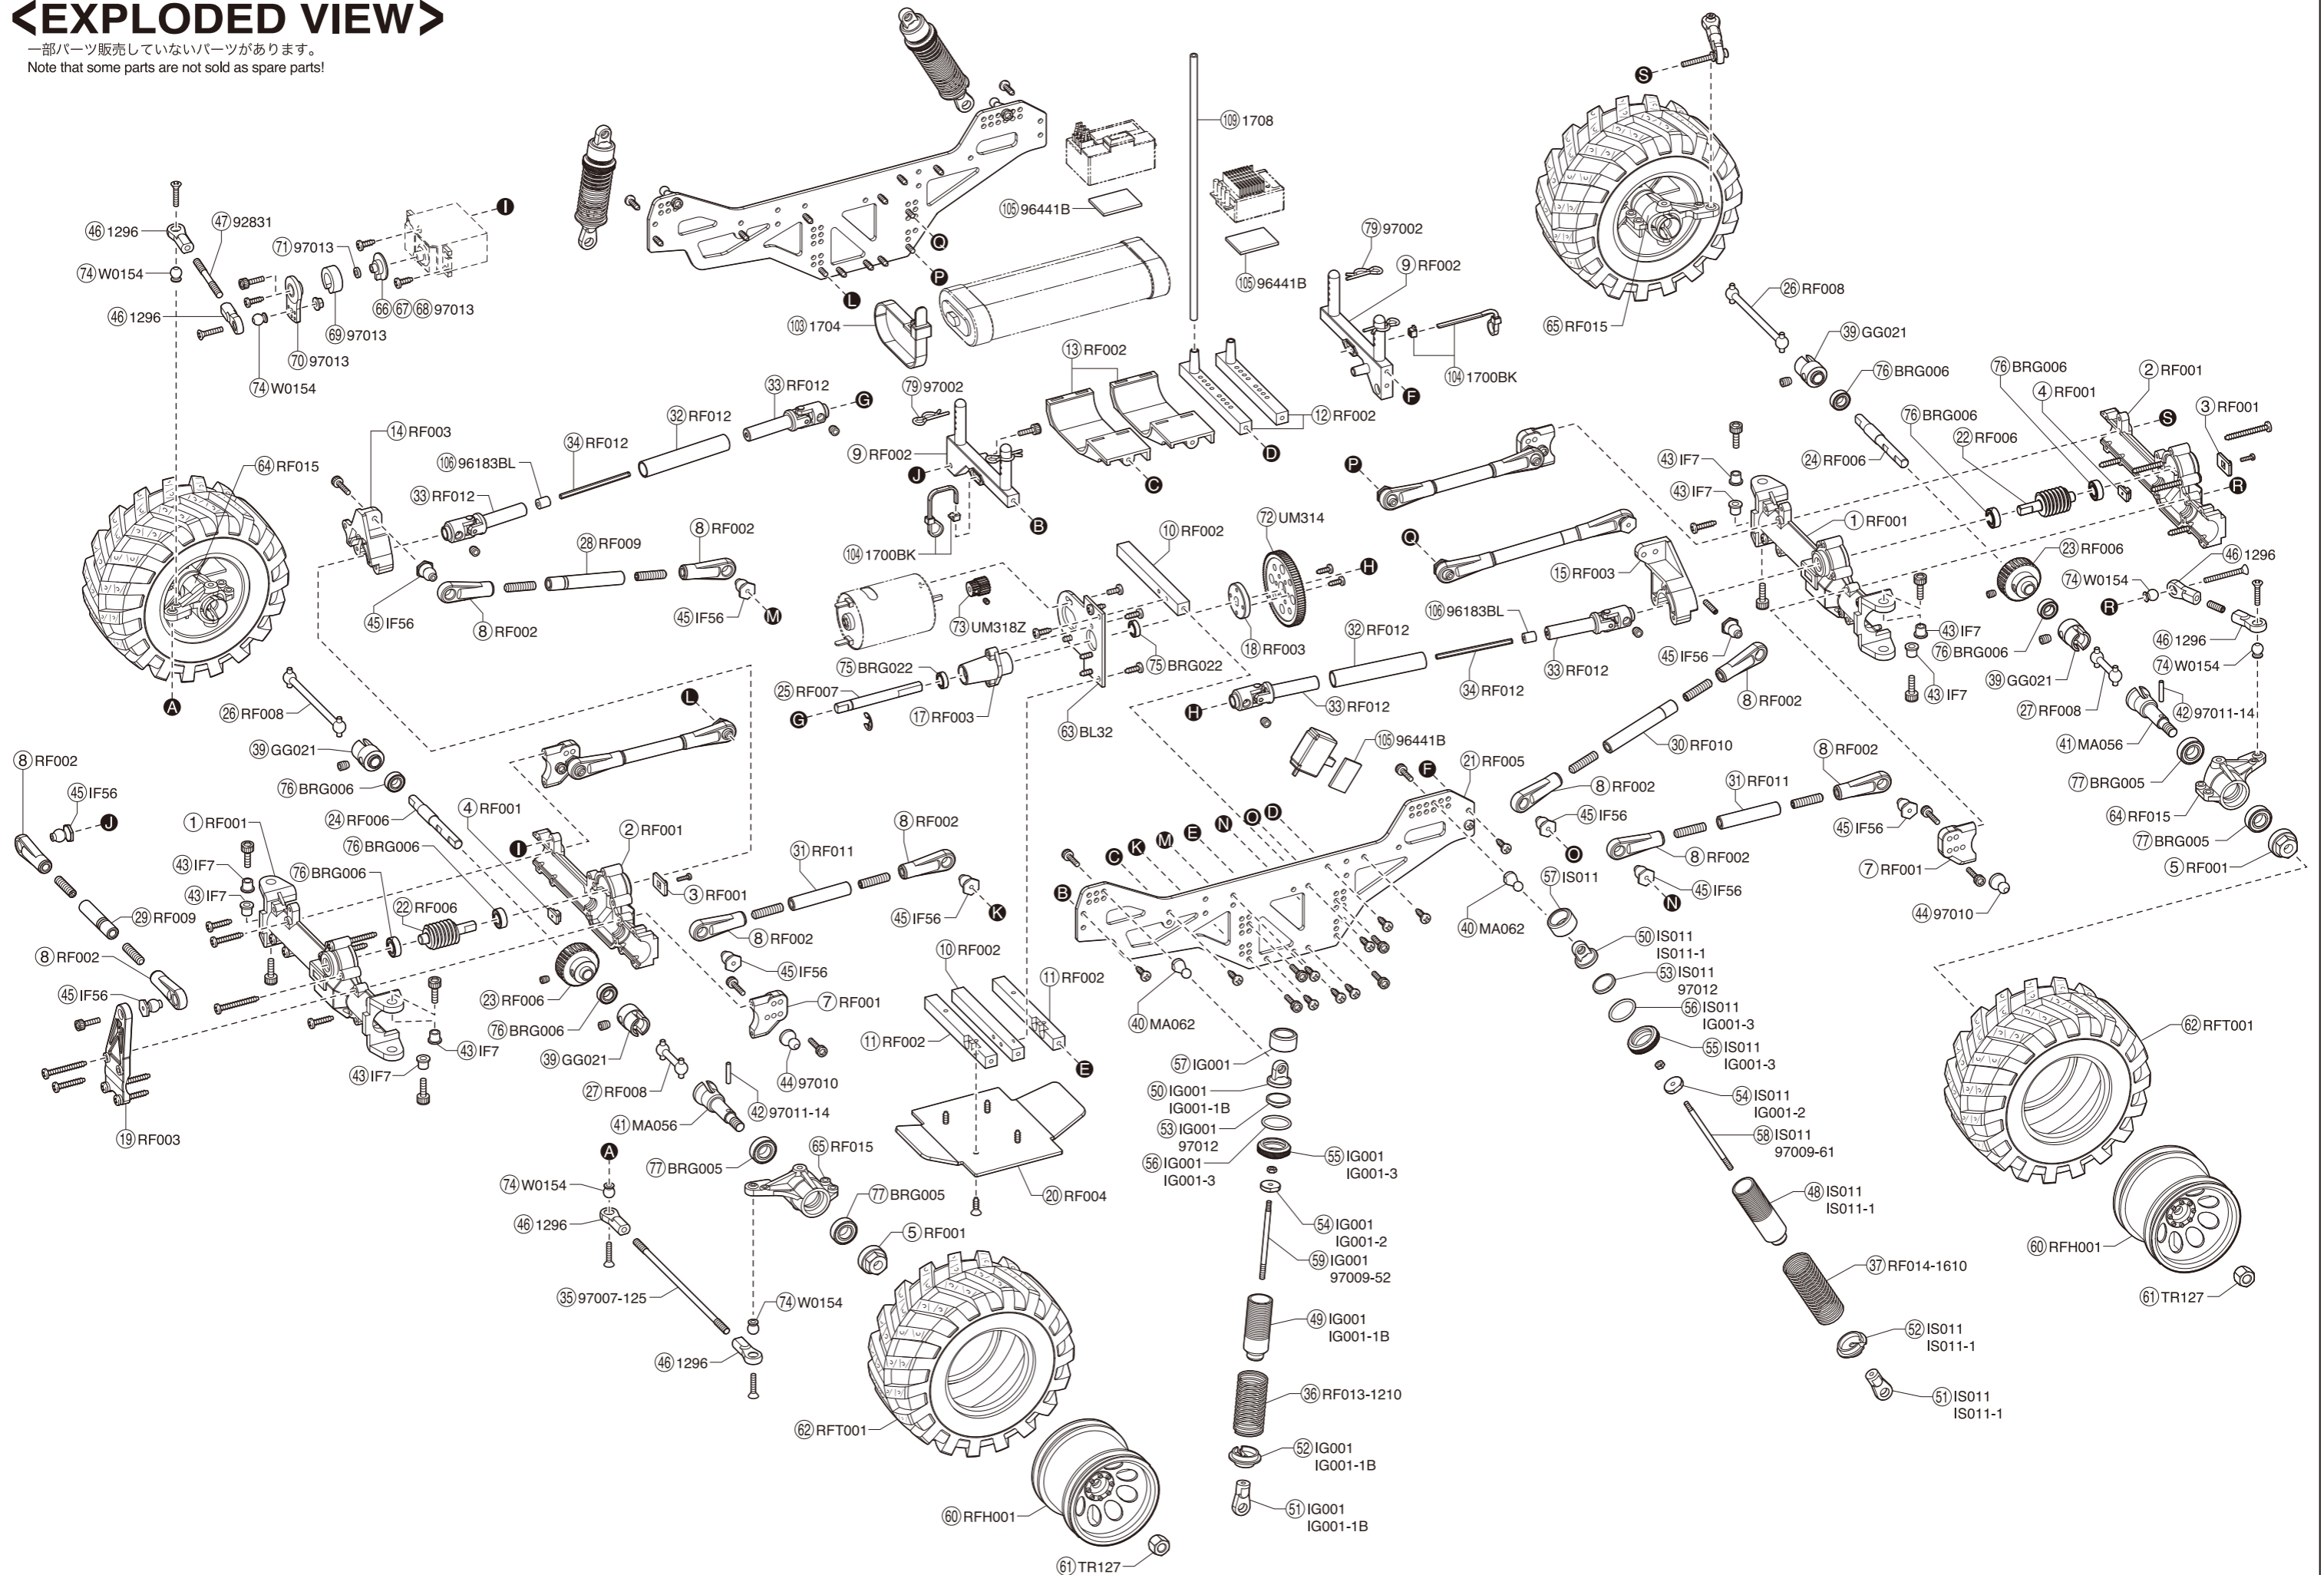 <EXPLODED VIEW>
一部パーツ販売していないパーツがあります。
Note that some parts are not sold as spare parts!
S
109 1708
47 92831
I
46 1296
71 97013
105 96441B
79 97002
74 W0154
Q
9 RF002
26 RF008
P
105 96441B
46 1296
66 67 68 97013
L
103 1704
65 RF015
69 97013
39 GG021
70 97013
13 RF002
76 BRG006
2 RF001
76 BRG006
74 W0154
33 RF012
79 97002
104 1700BK
4 RF001
G
F
3 RF001
32 RF012
12 RF002
76 BRG006
S
14 RF003
34 RF012
D
22 RF006
9 RF002
43 IF7
24 RF006
64 RF015
106 96183BL
J
P
C
R
33 RF012
43 IF7
8 RF002
B
72 UM314
1 RF001
10 RF002
28 RF009
104 1700BK
Q
23 RF006
46 1296
15 RF003
H
74 W0154
45 IF56
45 IF56
M
106 96183BL
R
8 RF002
73 UM318Z
32 RF012
43 IF7
18 RF003
46 1296
45 IF56
76 BRG006
75 BRG022
75 BRG022
33 RF012
74 W0154
34 RF012
39 GG021
43 IF7
25 RF007
8 RF002
L
A
26 RF008
G
17 RF003
H
33 RF012
27 RF008
42 97011-14
63 BL32
105 96441B
30 RF010
41 MA056
39 GG021
8 RF002
8 RF002
21 RF005
F
31 RF011
77 BRG005
76 BRG006
8 RF002
45 IF56
4 RF001
64 RF015
24 RF006
1 RF001
J
2 RF001
8 RF002
N
O
D
45 IF56
45 IF56
77 BRG005
76 BRG006
I
E
M
O
8 RF002
43 IF7
76 BRG006
31 RF011
K
C
7 RF001
5 RF001
57 IS011
45 IF56
43 IF7
3 RF001
B
N
44 97010
22 RF006
45 IF56
K
40 MA062
29 RF009
8 RF002
50 IS011
IS011-1
8 RF002
10 RF002
53 IS011
97012
45 IF56
45 IF56
11 RF002
23 RF006
7 RF001
40 MA062
56 IS011
IG001-3
62 RFT001
76 BRG006
11 RF002
43 IF7
57 IG001
55 IS011
IG001-3
39 GG021
E
43 IF7
44 97010
50 IG001
IG001-1B
54 IS011
IG001-2
27 RF008
42 97011-14
41 MA056
53 IG001
97012
58 IS011
97009-61
19 RF003
A
65 RF015
55 IG001
IG001-3
56 IG001
IG001-3
77 BRG005
74 W0154
77 BRG005
20 RF004
48 IS011
IS011-1
46 1296
5 RF001
54 IG001
IG001-2
60 RFH001
59 IG001
97009-52
37 RF014-1610
35 97007-125
74 W0154
61 TR127
49 IG001
IG001-1B
52 IS011
IS011-1
46 1296
36 RF013-1210
51 IS011
IS011-1
62 RFT001
52 IG001
IG001-1B
60 RFH001
51 IG001
IG001-1B
61 TR127